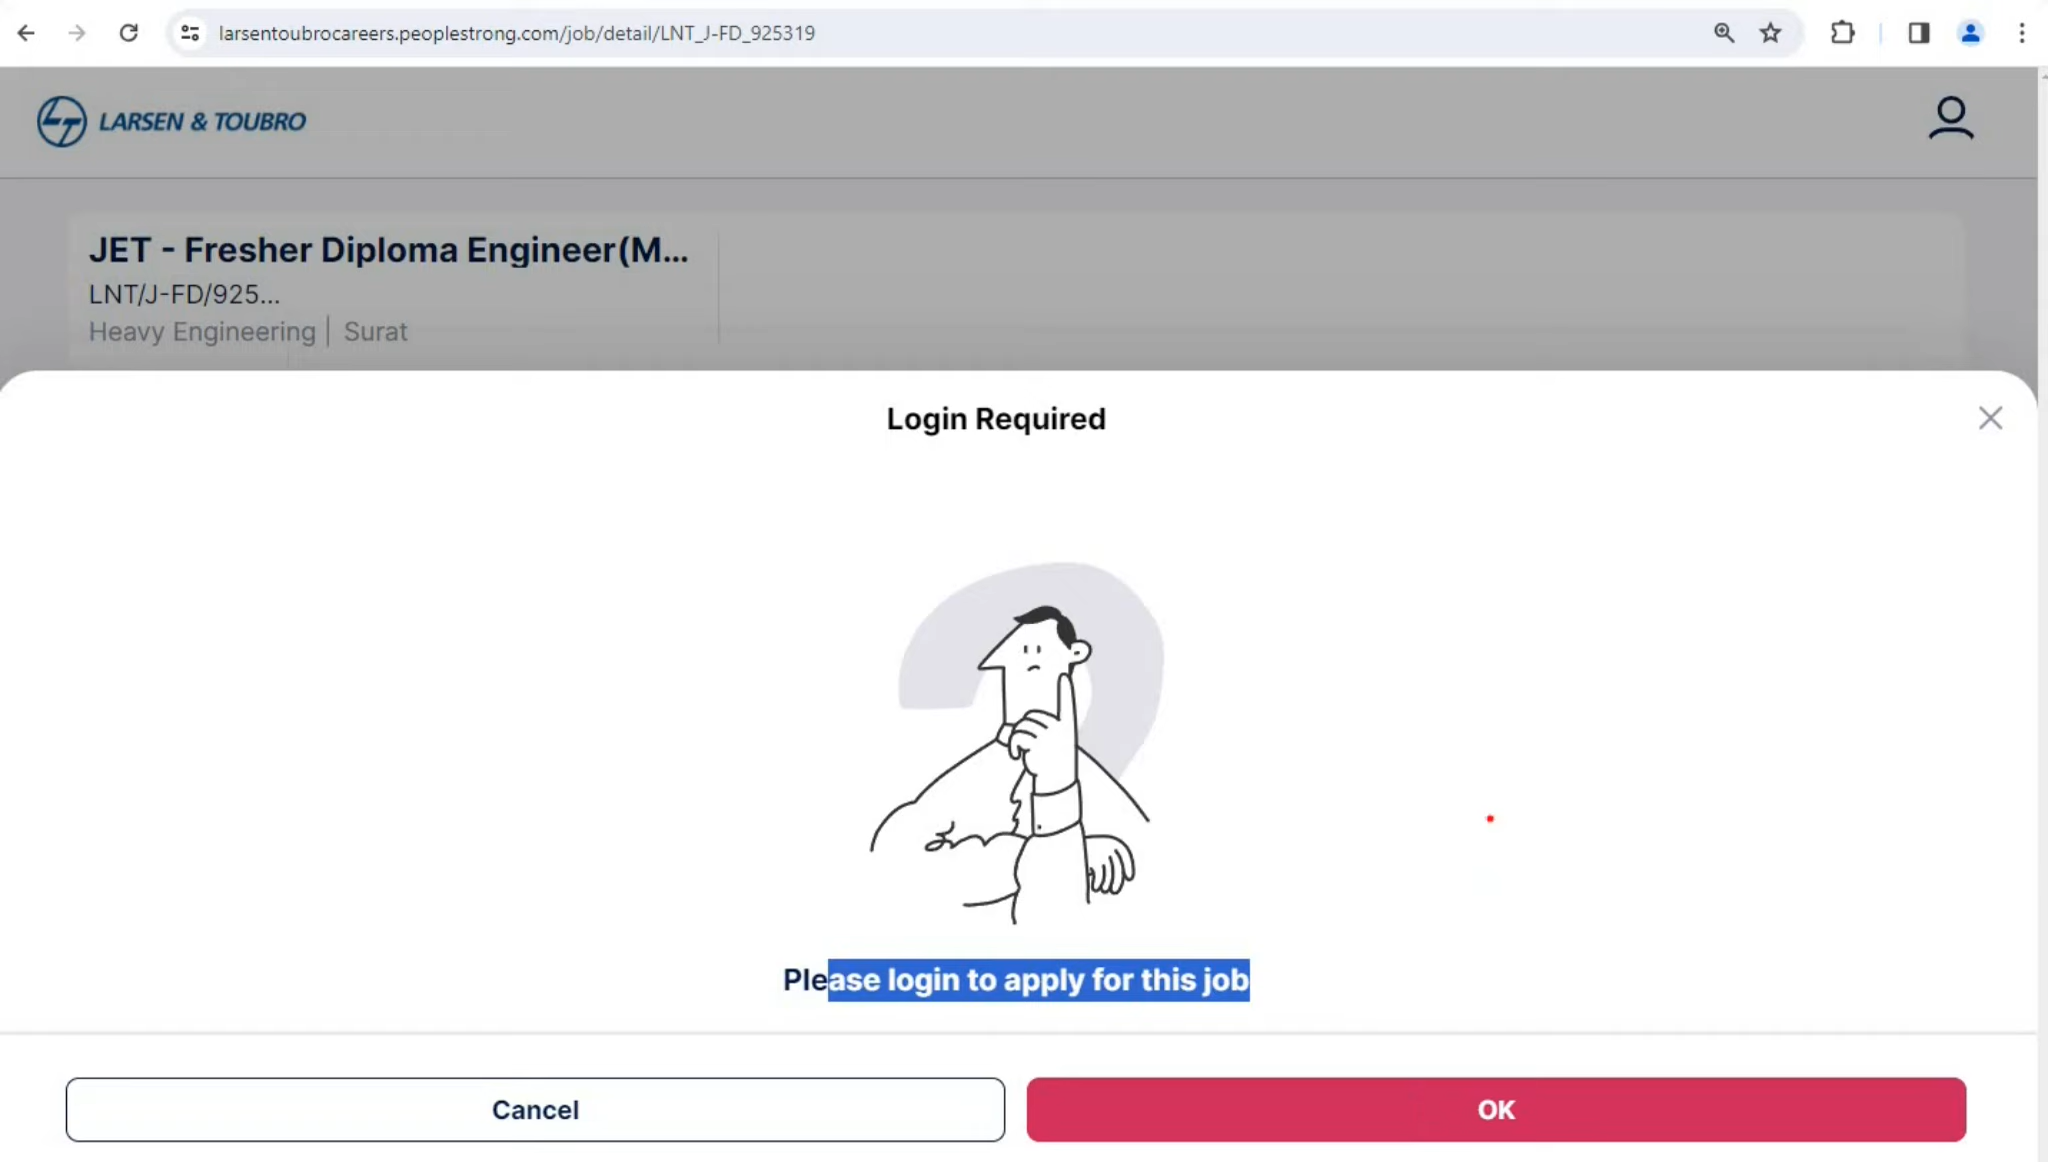 larsentoubrocareers.peoplestrong.com/job/detail/LNT_J-FD_925319
LARSEN & TOUBRO
JET - Fresher Diploma Engineer(M...
LNT/J-FD/925...
Heavy Engineering | Surat
Login Required
Please login to apply for this job
Cancel
OK